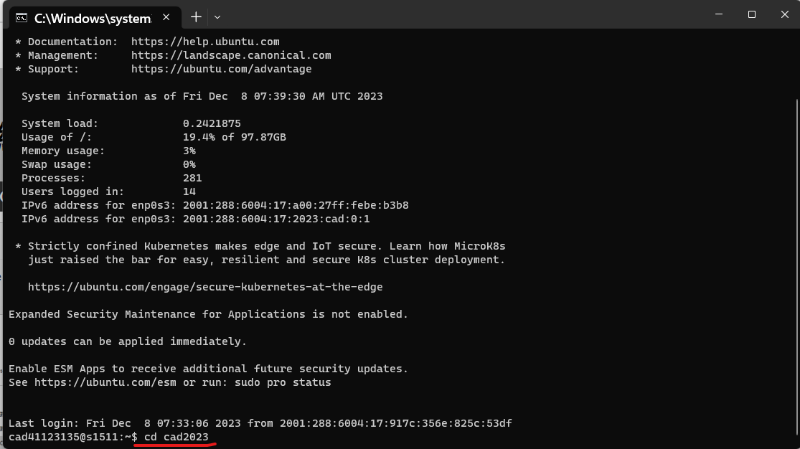 C:\Windows\system
* Documentation:  https://help.ubuntu.com
* Management:     https://landscape.canonical.com
* Support:        https://ubuntu.com/advantage
System information as of Fri Dec  8 07:39:30 AM UTC 2023
System load:             0.2421875
Usage of /:              19.4% of 97.87GB
Memory usage:            3%
Swap usage:              0%
Processes:               281
Users logged in:         14
IPv6 address for enp0s3: 2001:288:6004:17:a00:27ff:febe:b3b8
IPv6 address for enp0s3: 2001:288:6004:17:2023:cad:0:1
* Strictly confined Kubernetes makes edge and IoT secure. Learn how MicroK8s
just raised the bar for easy, resilient and secure K8s cluster deployment.
https://ubuntu.com/engage/secure-kubernetes-at-the-edge
Expanded Security Maintenance for Applications is not enabled.
0 updates can be applied immediately.
Enable ESM Apps to receive additional future security updates.
See https://ubuntu.com/esm or run: sudo pro status
Last login: Fri Dec  8 07:33:06 2023 from 2001:288:6004:17:917c:356e:825c:53df
cad41123135@s1511:~$ cd cad2023